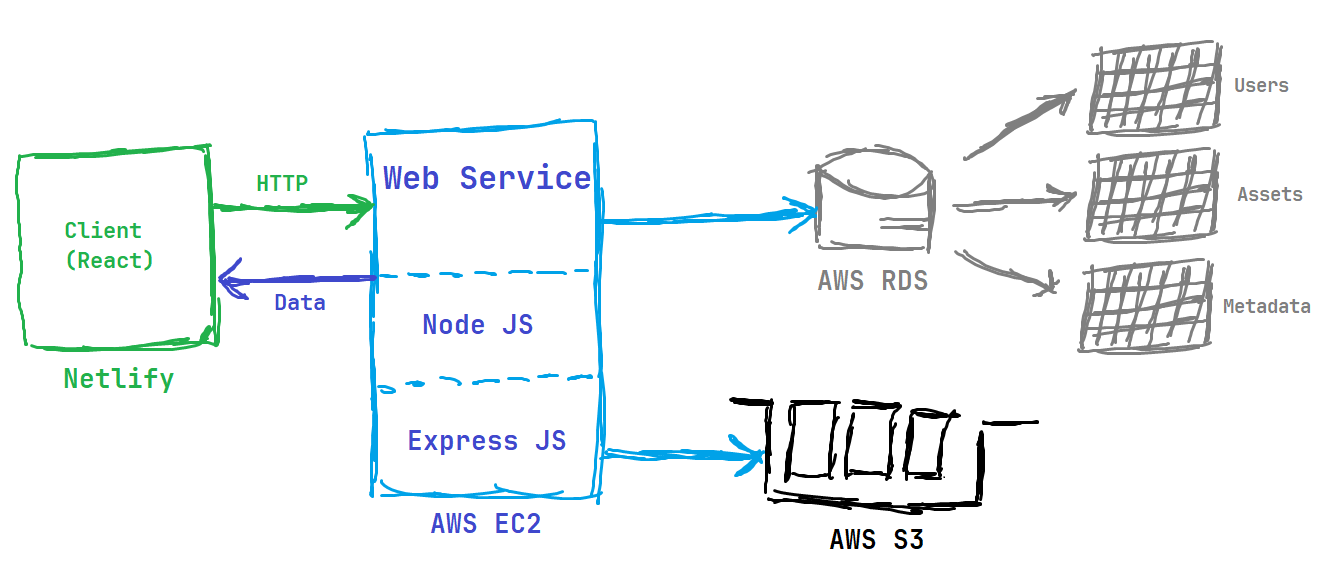 Client
(React)
Netlify
HTTP
Data
Web Service
Node JS
Express JS
AWS EC2
AWS RDS
Users
Assets
Metadata
AWS S3